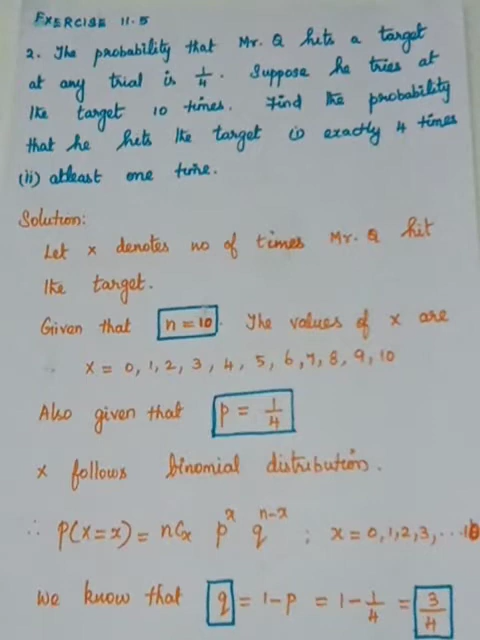 EXERCISE 11.5
2. The probability that Mr. Q hits a target
at any trial is 1/4. Suppose he tries at
the target 10 times. Find the probability
that he hits the target is exactly 4 times
(ii) atleast one time.
Solution:
Let x denotes no of times Mr. Q hit
the target.
Given that n = 10. The values of x are
x = 0, 1, 2, 3, 4, 5, 6, 7, 8, 9, 10
Also given that p = 1/4
x follows binomial distribution.
∴ P(X=x) = nCx p^x q^(n-x) ; x = 0, 1, 2, 3, ...10
We know that q = 1-p = 1 - 1/4 = 3/4